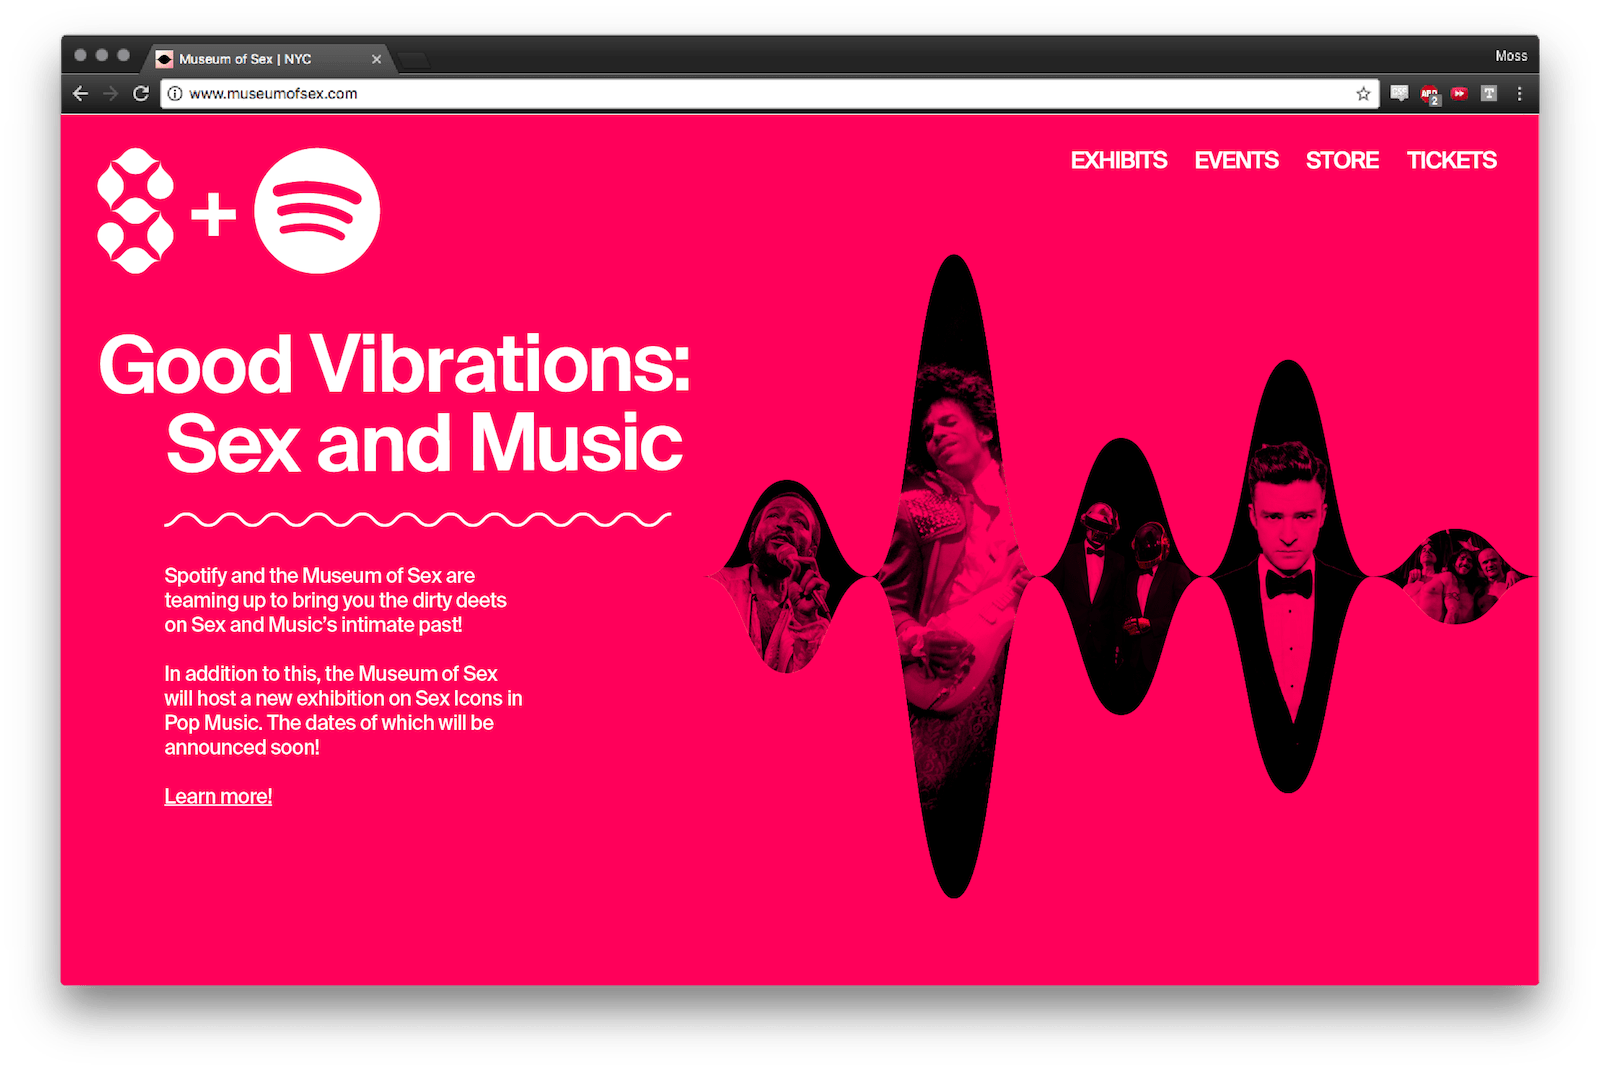 Museum of Sex | NYC
Moss
www.museumofsex.com
2
EXHIBITS EVENTS STORE TICKETS
+
Good Vibrations:
Sex and Music
Spotify and the Museum of Sex are
teaming up to bring you the dirty deets
on Sex and Music's intimate past!
In addition to this, the Museum of Sex
will host a new exhibition on Sex Icons in
Pop Music. The dates of which will be
announced soon!
Learn more!